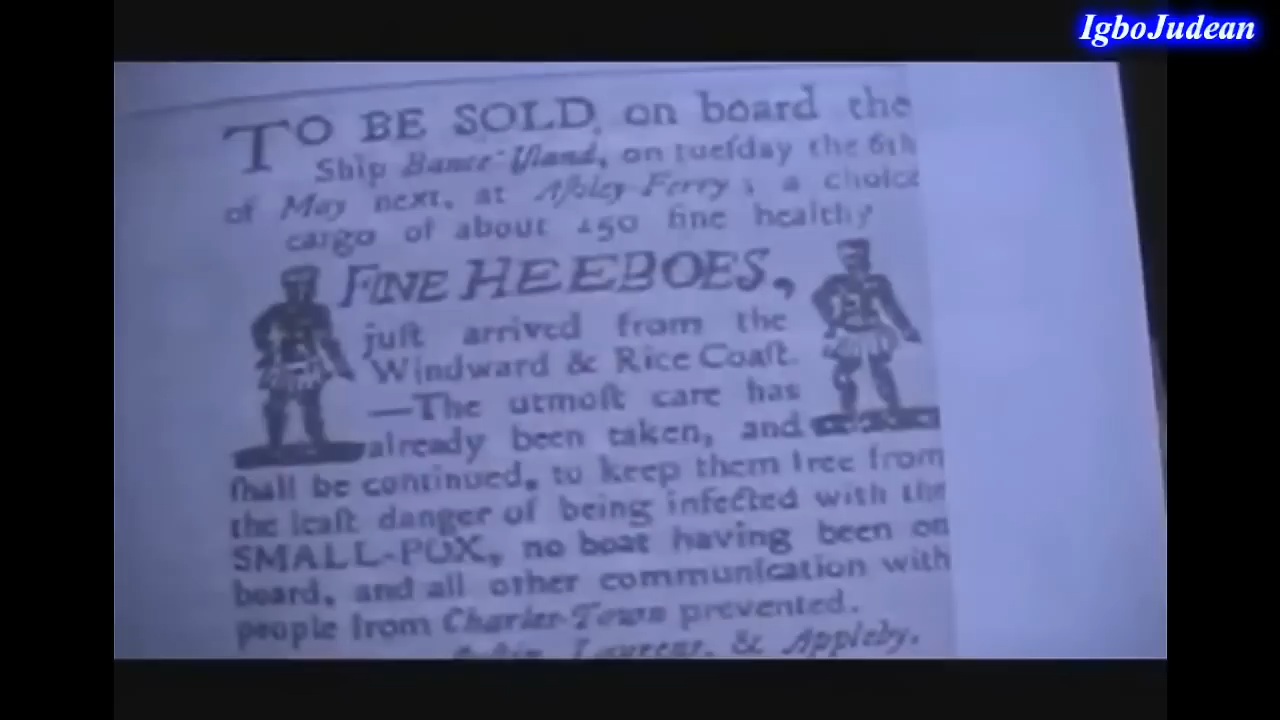 IgboJudean
TO BE SOLD, on board the
Ship Bance-Yſland, on tueſday the 6th
of May next, at Aſhley-Ferry; a choice
cargo of about 250 fine healthy
FINE HEEBOES,
juſt arrived from the
Windward & Rice Coaſt.
—The utmoſt care has
already been taken, and
ſhall be continued, to keep them free from
the leaſt danger of being infected with the
SMALL-POX, no boat having been on
board, and all other communication with
people from Charles-Town prevented.
Laurens, & Appleby.